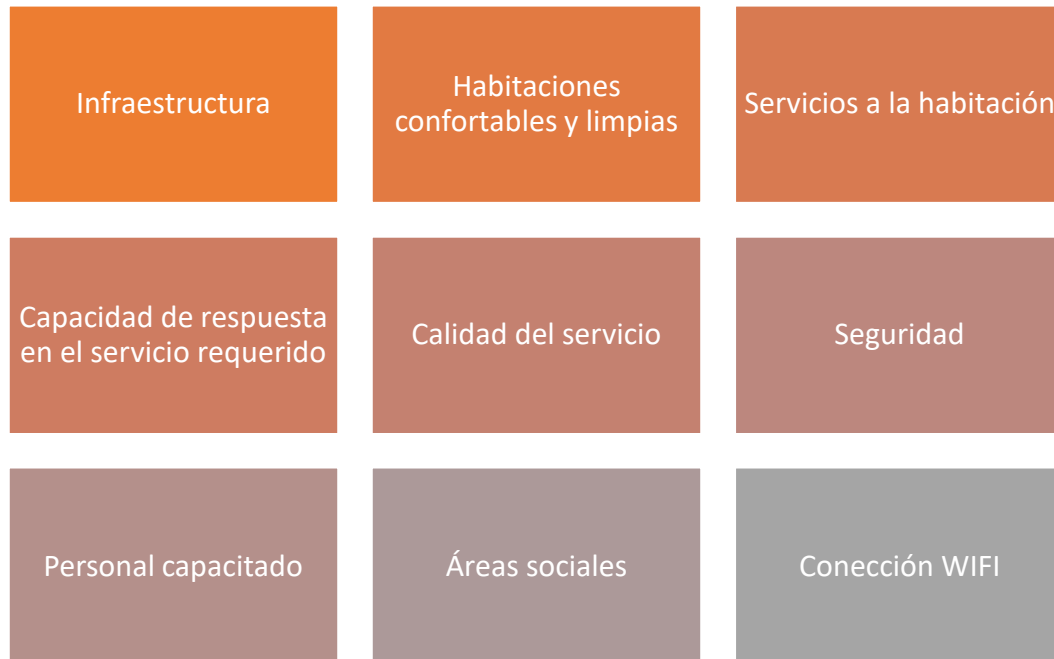 Infraestructura
Habitaciones
confortables y limpias
Servicios a la habitación
Capacidad de respuesta
en el servicio requerido
Calidad del servicio
Seguridad
Personal capacitado
Áreas sociales
Conección WIFI